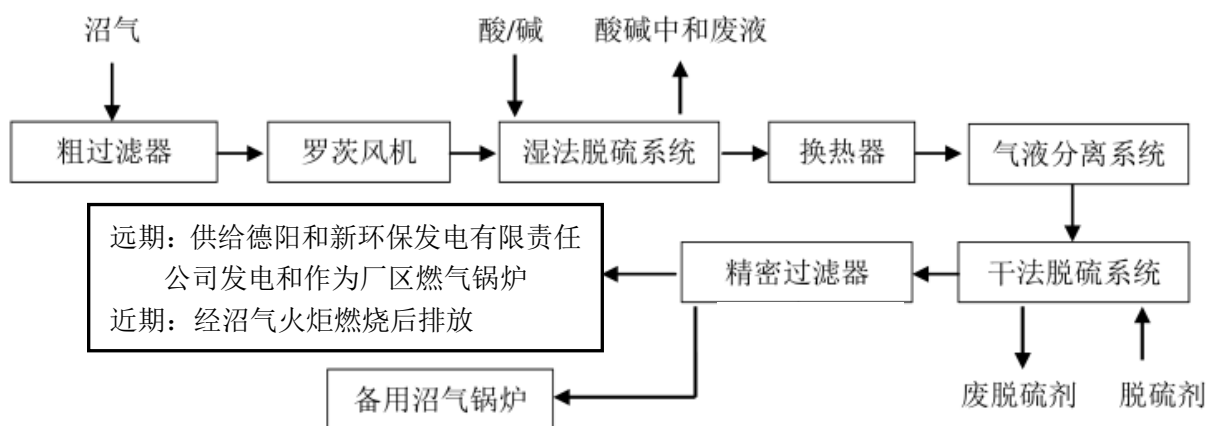 沼气
酸/碱
酸碱中和废液
粗过滤器
罗茨风机
湿法脱硫系统
换热器
气液分离系统
远期：供给德阳和新环保发电有限责任
公司发电和作为厂区燃气锅炉
近期：经沼气火炬燃烧后排放
精密过滤器
干法脱硫系统
备用沼气锅炉
废脱硫剂
脱硫剂